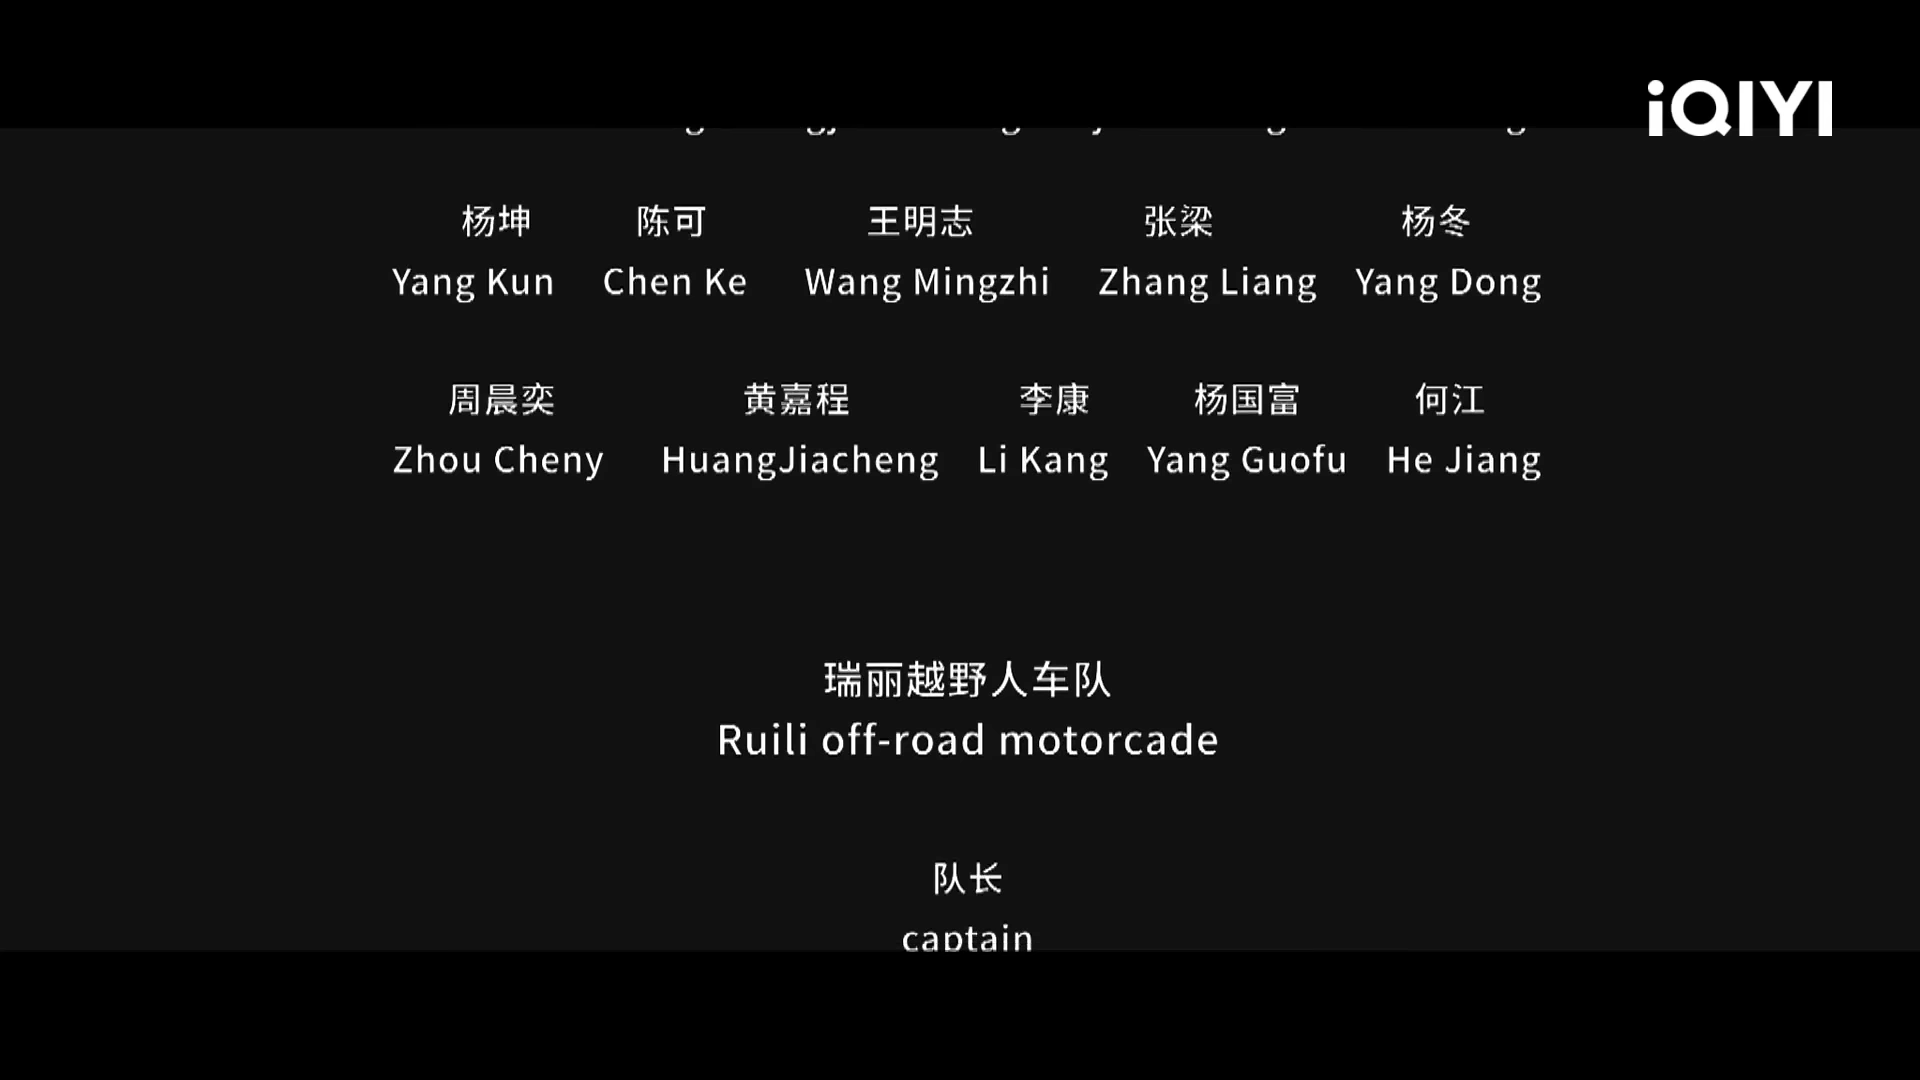 iQIYI
杨坤 陈可 王明志 张梁 杨冬
Yang Kun Chen Ke Wang Mingzhi Zhang Liang Yang Dong
周晨奕 黄嘉程 李康 杨国富 何江
Zhou Cheny HuangJiacheng Li Kang Yang Guofu He Jiang
瑞丽越野人车队
Ruili off-road motorcade
队长
captain